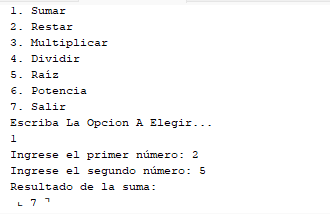 1. Sumar
2. Restar
3. Multiplicar
4. Dividir
5. Raíz
6. Potencia
7. Salir
Escriba La Opcion A Elegir...
1
Ingrese el primer número: 2
Ingrese el segundo número: 5
Resultado de la suma:
⌞ 7 ⌝